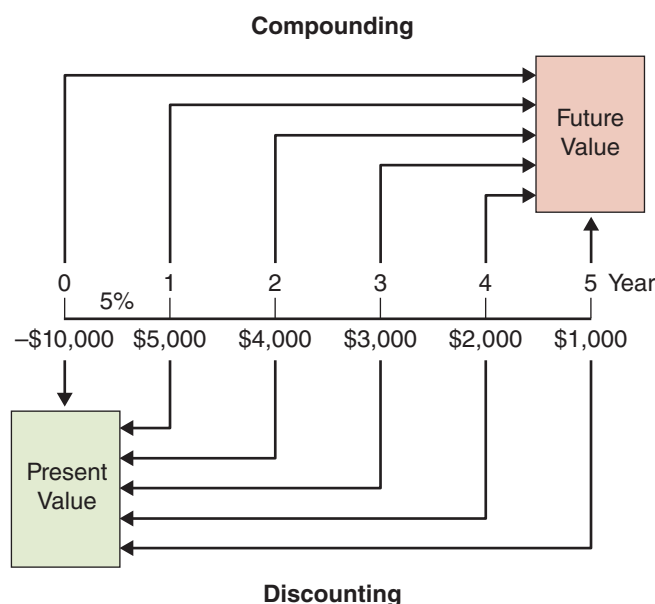 Compounding
Future
Value
0 1 2 3 4 5 Year
5%
–$10,000 $5,000 $4,000 $3,000 $2,000 $1,000
Present
Value
Discounting